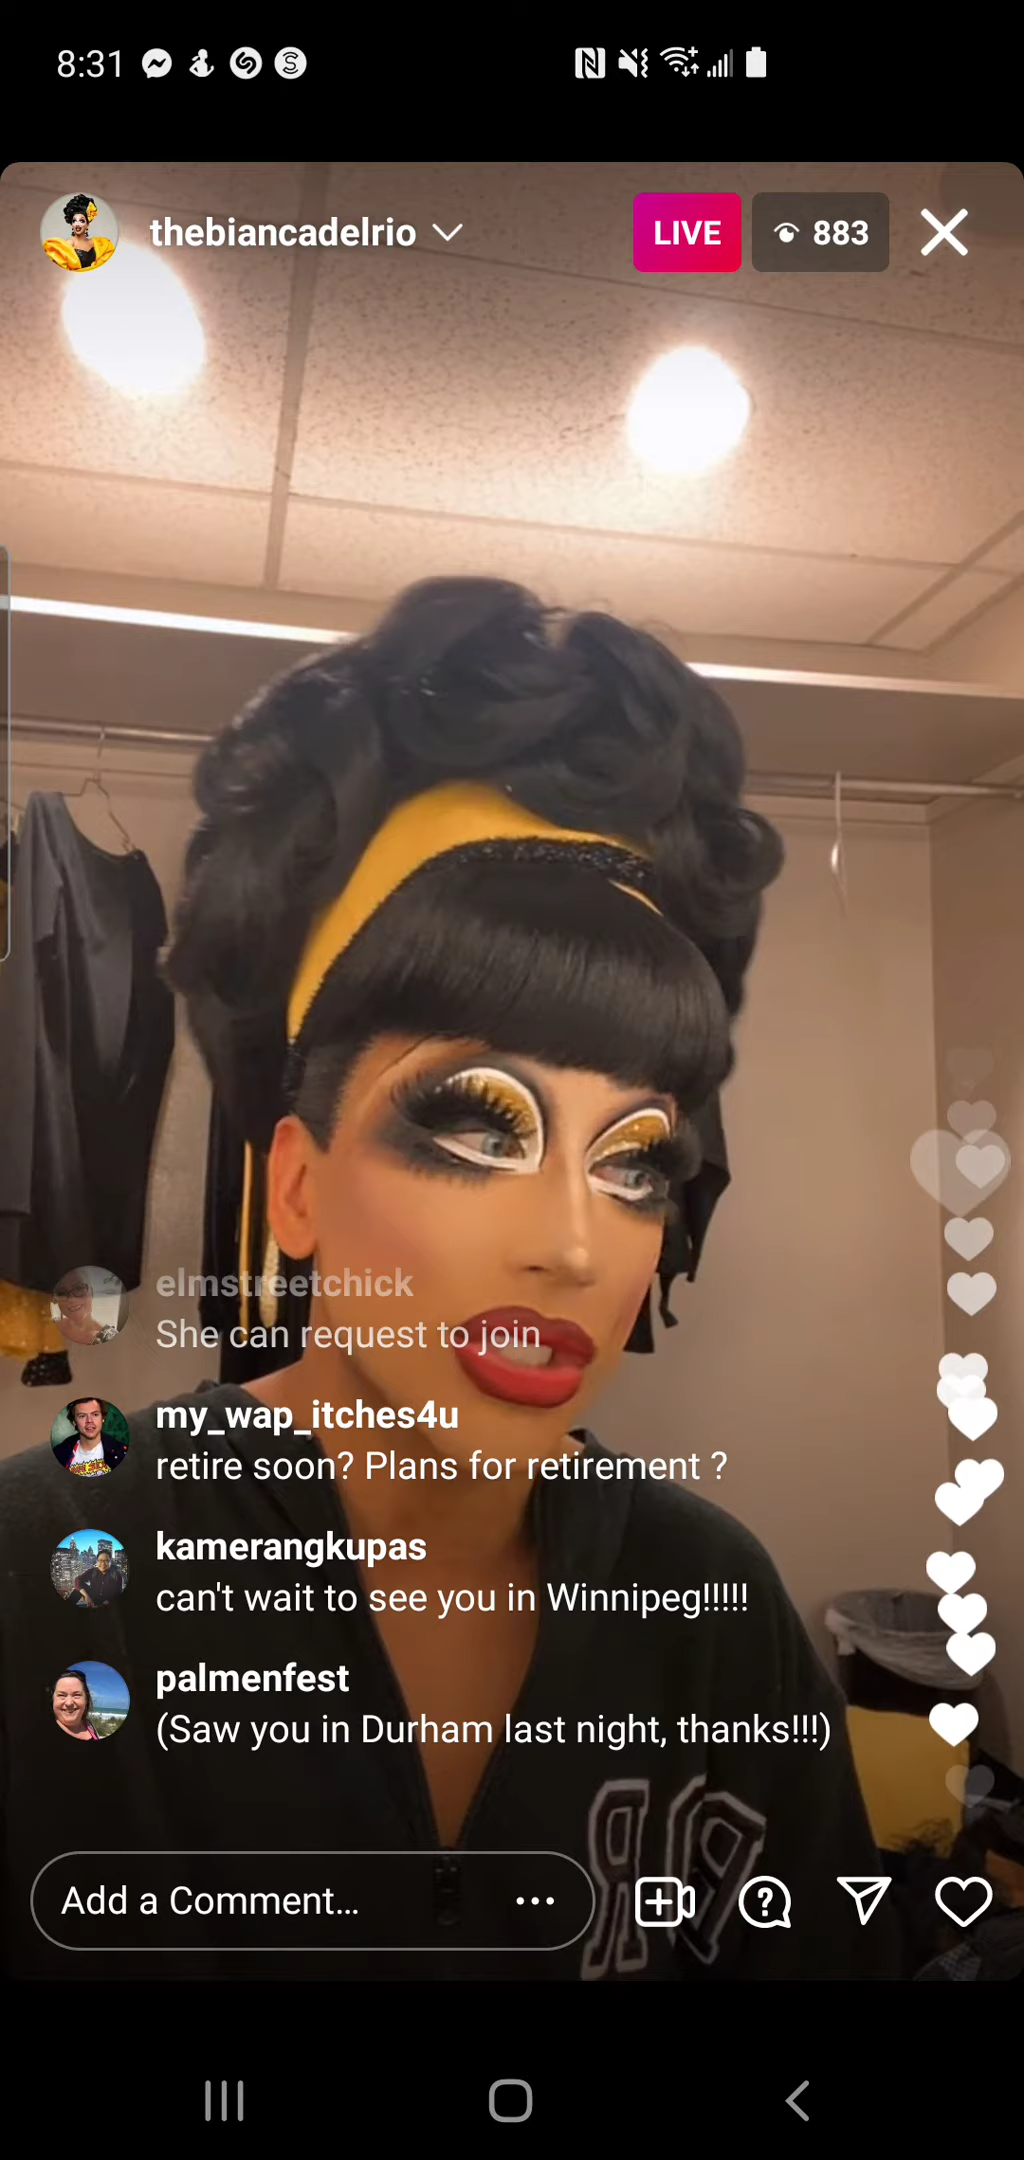 8:31
thebiancadelrio
LIVE
883
elmstreetchick
She can request to join
my_wap_itches4u
retire soon? Plans for retirement ?
kamerangkupas
can't wait to see you in Winnipeg!!!!!
palmenfest
(Saw you in Durham last night, thanks!!!)
Add a Comment...